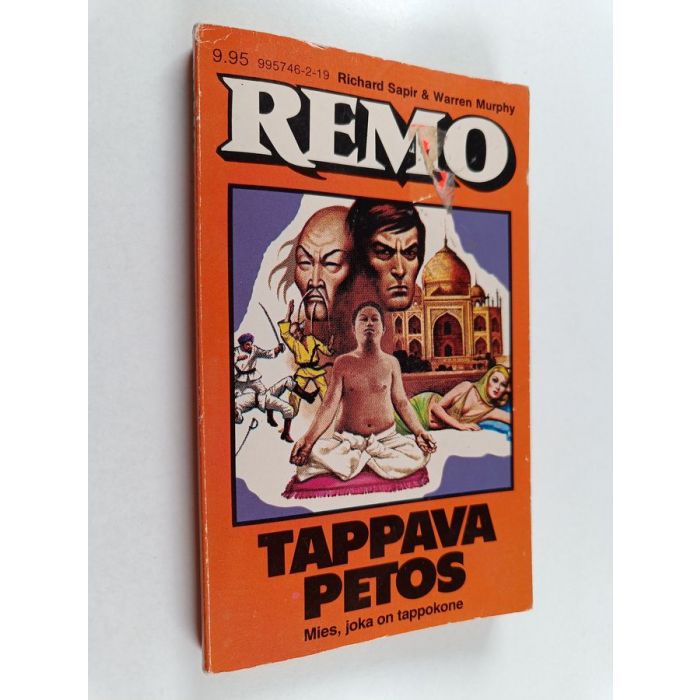 9.95 995746-2-19 Richard Sapir & Warren Murphy
REMO
TAPPAVA
PETOS
Mies, joka on tappokone